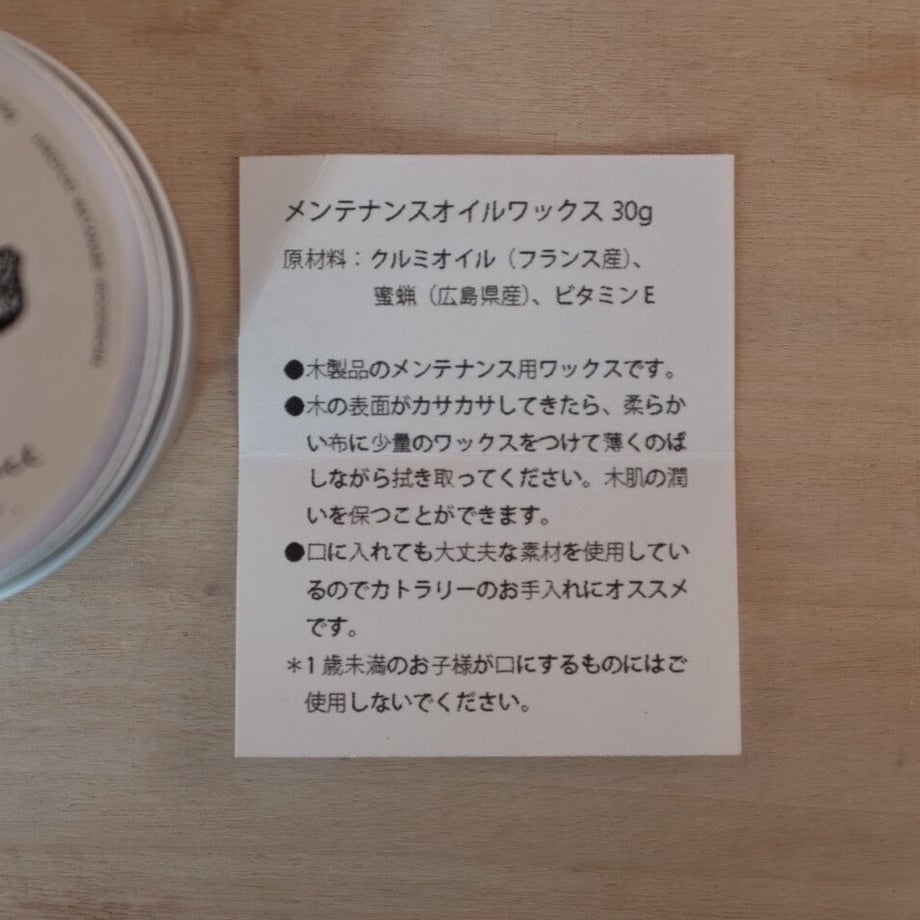 メンテナンスオイルワックス 30g
原材料：クルミオイル（フランス産）、
蜜蝋（広島県産）、ビタミンE
●木製品のメンテナンス用ワックスです。
●木の表面がカサカサしてきたら、柔らか
い布に少量のワックスをつけて薄くのば
しながら拭き取ってください。木肌の潤
いを保つことができます。
●口に入れても大丈夫な素材を使用してい
るのでカトラリーのお手入れにオススメ
です。
＊1歳未満のお子様が口にするものにはご
使用しないでください。